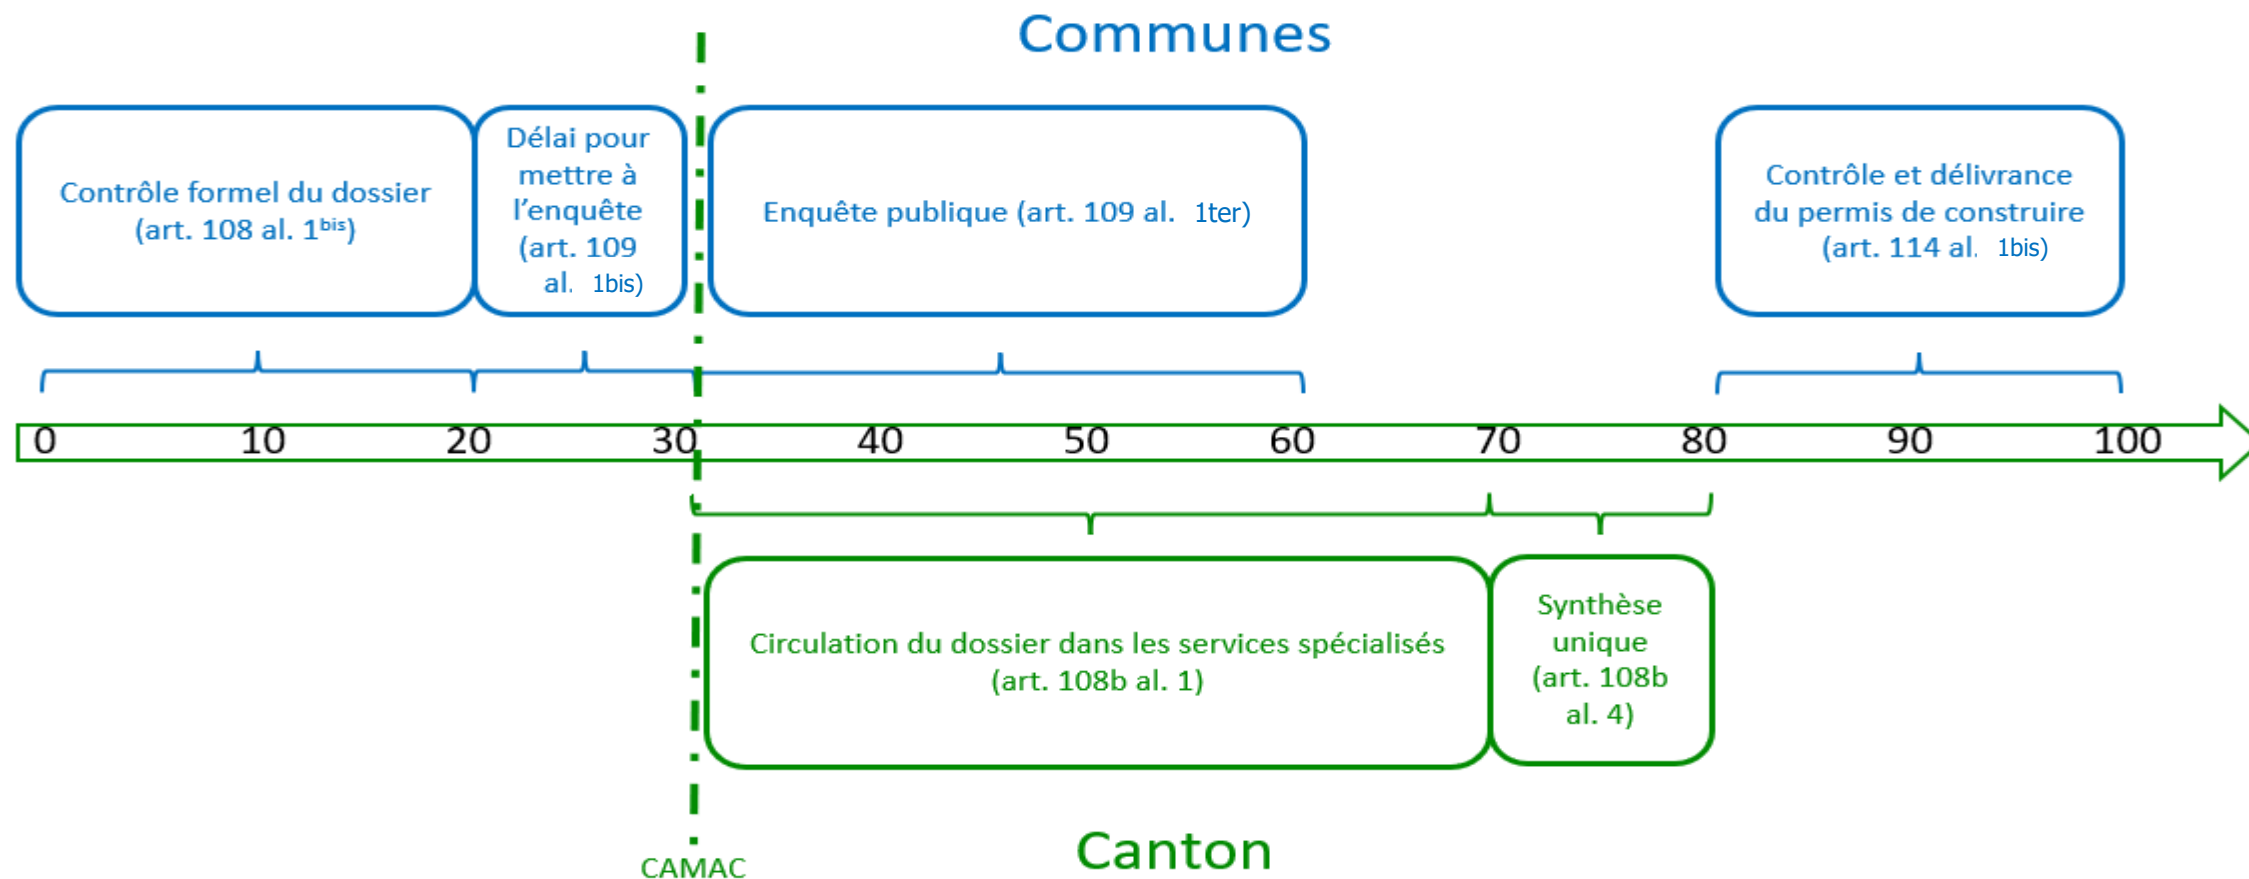 Communes
Contrôle formel du dossier
(art. 108 al. 1bis)
Délai pour
mettre à
l'enquête
(art. 109
al. 1bis)
Enquête publique (art. 109 al. 1ter)
Contrôle et délivrance
du permis de construire
(art. 114 al. 1bis)
0 10 20 30 40 50 60 70 80 90 100
Circulation du dossier dans les services spécialisés
(art. 108b al. 1)
Synthèse
unique
(art. 108b
al. 4)
CAMAC
Canton